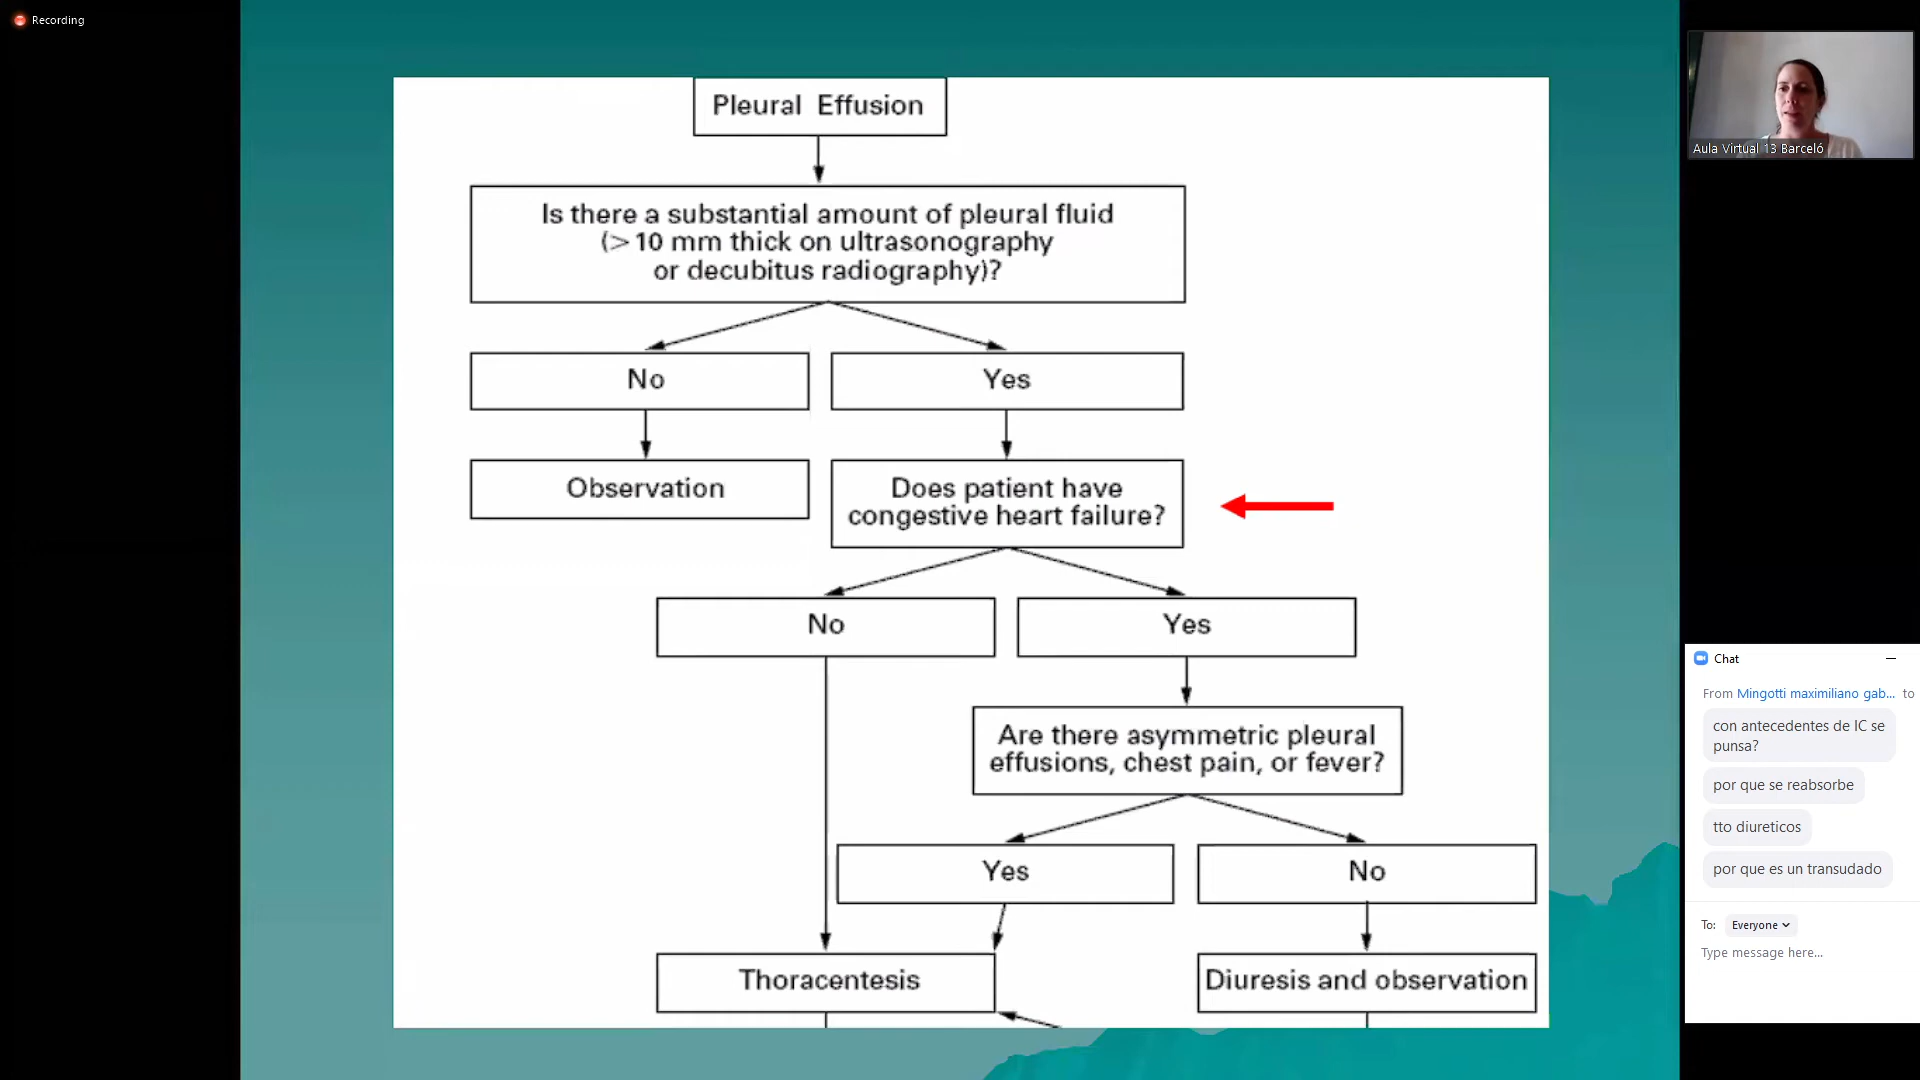 Recording
Pleural Effusion
Is there a substantial amount of pleural fluid
(>10 mm thick on ultrasonography
or decubitus radiography)?
No
Yes
Observation
Does patient have
congestive heart failure?
No
Yes
Are there asymmetric pleural
effusions, chest pain, or fever?
Yes
No
Thoracentesis
Diuresis and observation
Aula Virtual 13 Barceló
Chat
From Mingotti maximiliano gab... to
con antecedentes de IC se
punsa?
por que se reabsorbe
tto diureticos
por que es un transudado
To: Everyone
Type message here...